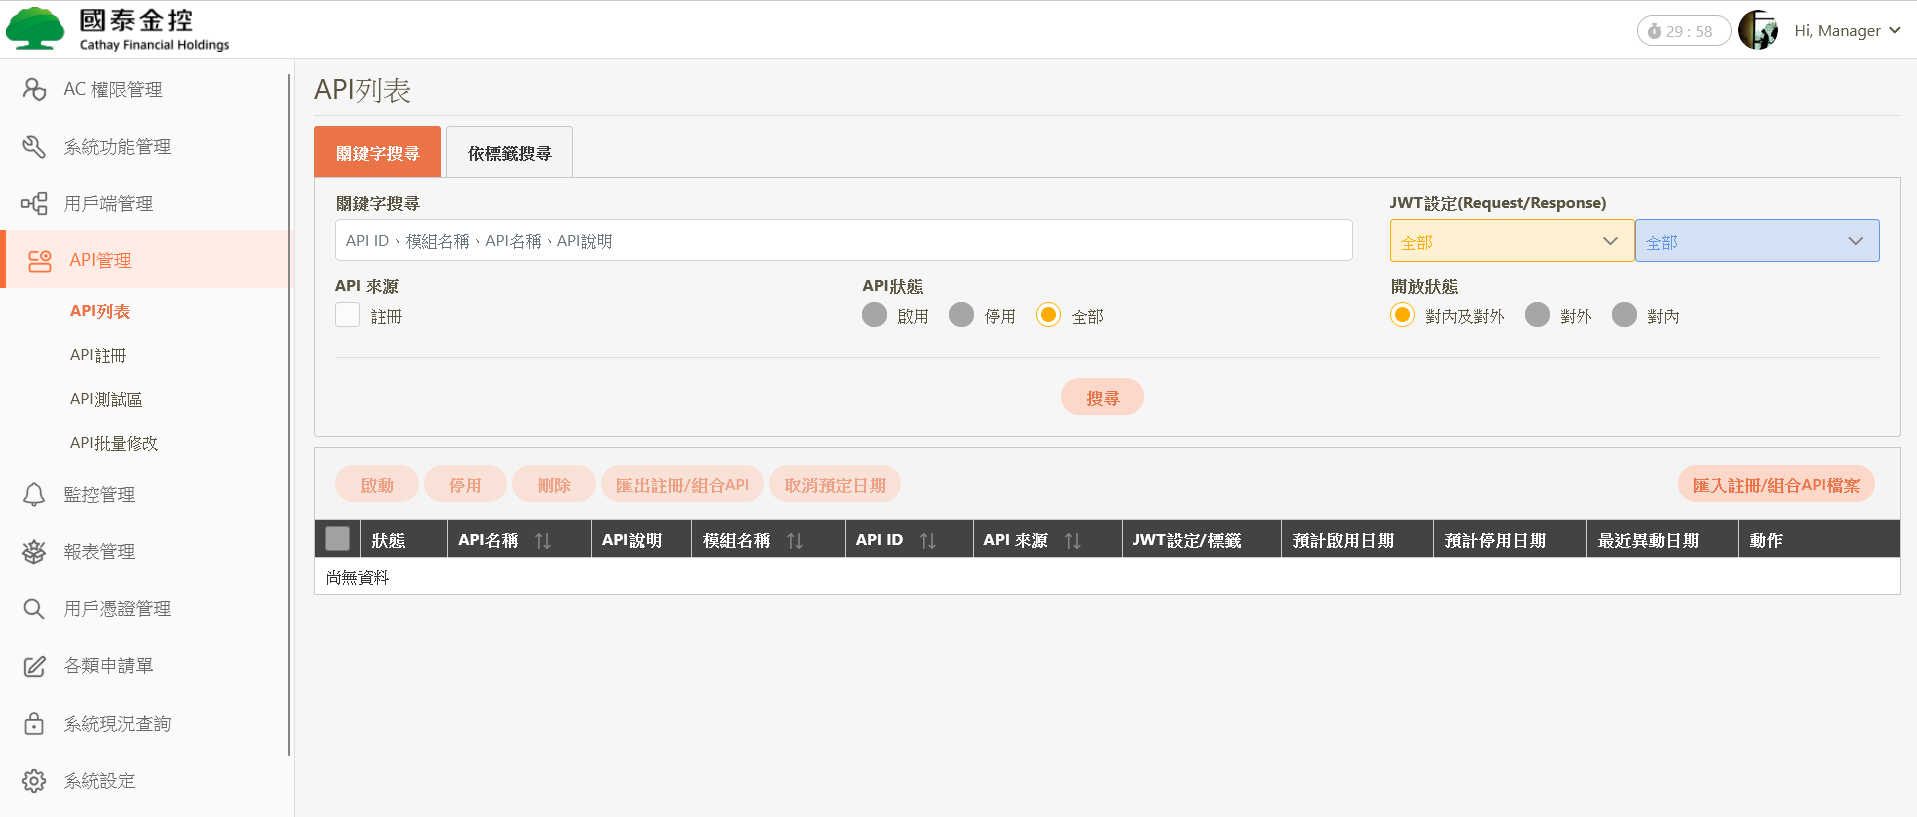 國泰金控
Cathay Financial Holdings
29 : 58
Hi, Manager
AC 權限管理
系統功能管理
用戶端管理
API管理
API列表
API註冊
API測試區
API批量修改
監控管理
報表管理
用戶憑證管理
各類申請單
系統現況查詢
系統設定
API列表
關鍵字搜尋
依標籤搜尋
關鍵字搜尋
JWT設定(Request/Response)
API ID、模組名稱、API名稱、API說明
全部
全部
API 來源
API狀態
開放狀態
註冊
啟用
停用
全部
對內及對外
對外
對內
搜尋
啟動
停用
刪除
匯出註冊/組合API
取消預定日期
匯入註冊/組合API檔案
狀態
API名稱
API說明
模組名稱
API ID
API 來源
JWT設定/標籤
預計啟用日期
預計停用日期
最近異動日期
動作
尚無資料